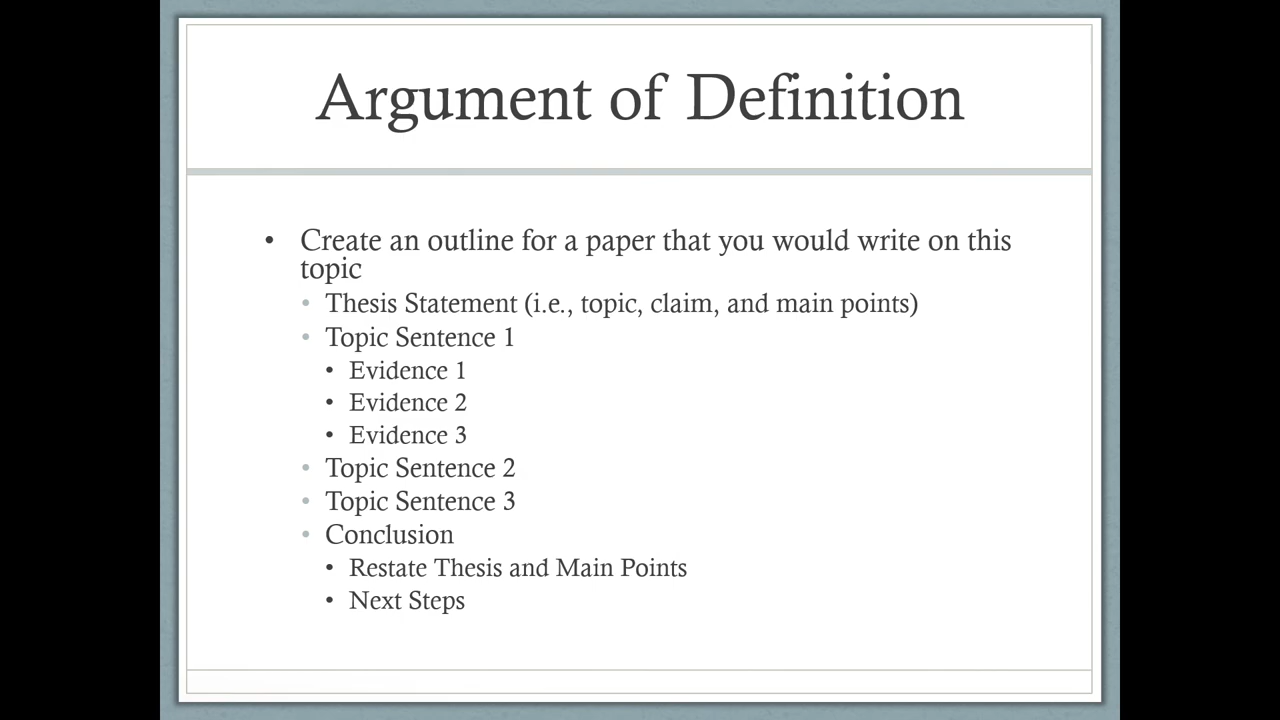 Argument of Definition
• Create an outline for a paper that you would write on this
topic
• Thesis Statement (i.e., topic, claim, and main points)
• Topic Sentence 1
• Evidence 1
• Evidence 2
• Evidence 3
• Topic Sentence 2
• Topic Sentence 3
• Conclusion
• Restate Thesis and Main Points
• Next Steps